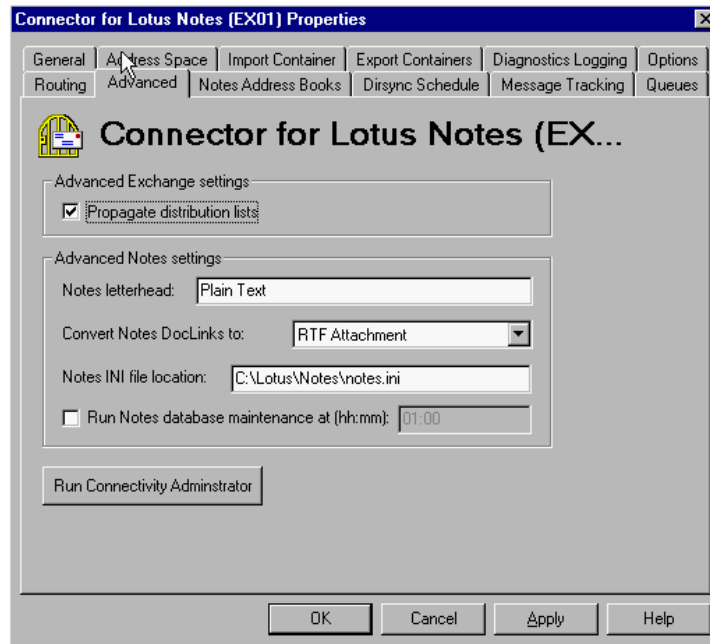 Connector for Lotus Notes (EX01) Properties
General Address Space Import Container Export Containers Diagnostics Logging Options
Routing Advanced Notes Address Books Dirsync Schedule Message Tracking Queues
Connector for Lotus Notes (EX...
Advanced Exchange settings
Propagate distribution lists
Advanced Notes settings
Notes letterhead: Plain Text
Convert Notes DocLinks to: RTF Attachment
Notes INI file location: C:\Lotus\Notes\notes.ini
Run Notes database maintenance at (hh:mm): 01:00
Run Connectivity Adminstrator
OK Cancel Apply Help